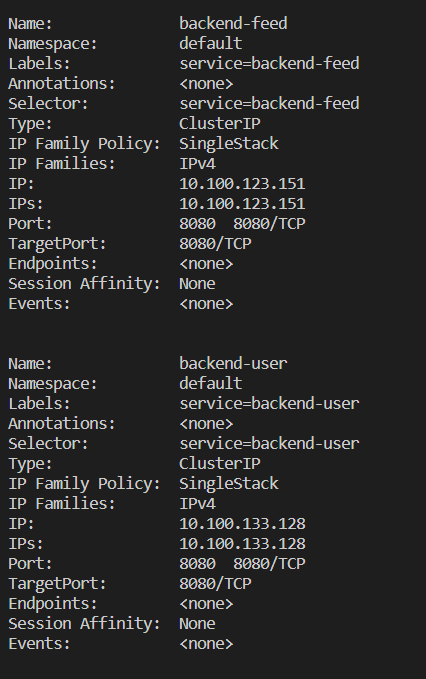 Name:              backend-feed
Namespace:         default
Labels:            service=backend-feed
Annotations:       <none>
Selector:          service=backend-feed
Type:              ClusterIP
IP Family Policy:  SingleStack
IP Families:       IPv4
IP:                10.100.123.151
IPs:               10.100.123.151
Port:              8080  8080/TCP
TargetPort:        8080/TCP
Endpoints:         <none>
Session Affinity:  None
Events:            <none>
Name:              backend-user
Namespace:         default
Labels:            service=backend-user
Annotations:       <none>
Selector:          service=backend-user
Type:              ClusterIP
IP Family Policy:  SingleStack
IP Families:       IPv4
IP:                10.100.133.128
IPs:               10.100.133.128
Port:              8080  8080/TCP
TargetPort:        8080/TCP
Endpoints:         <none>
Session Affinity:  None
Events:            <none>